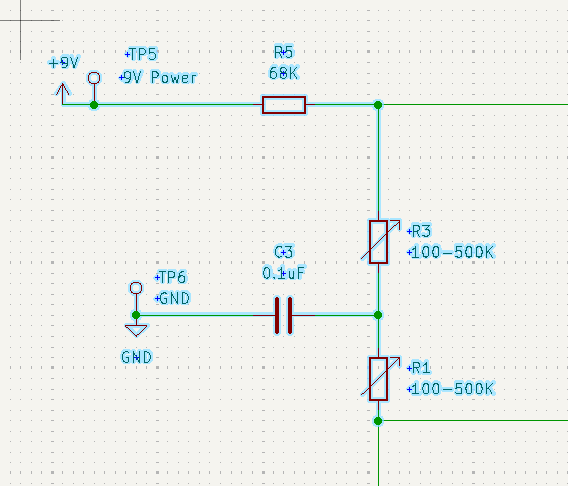 +9V
TP5
9V Power
R5
68K
R3
100-500K
C3
0.1uF
TP6
GND
GND
R1
100-500K